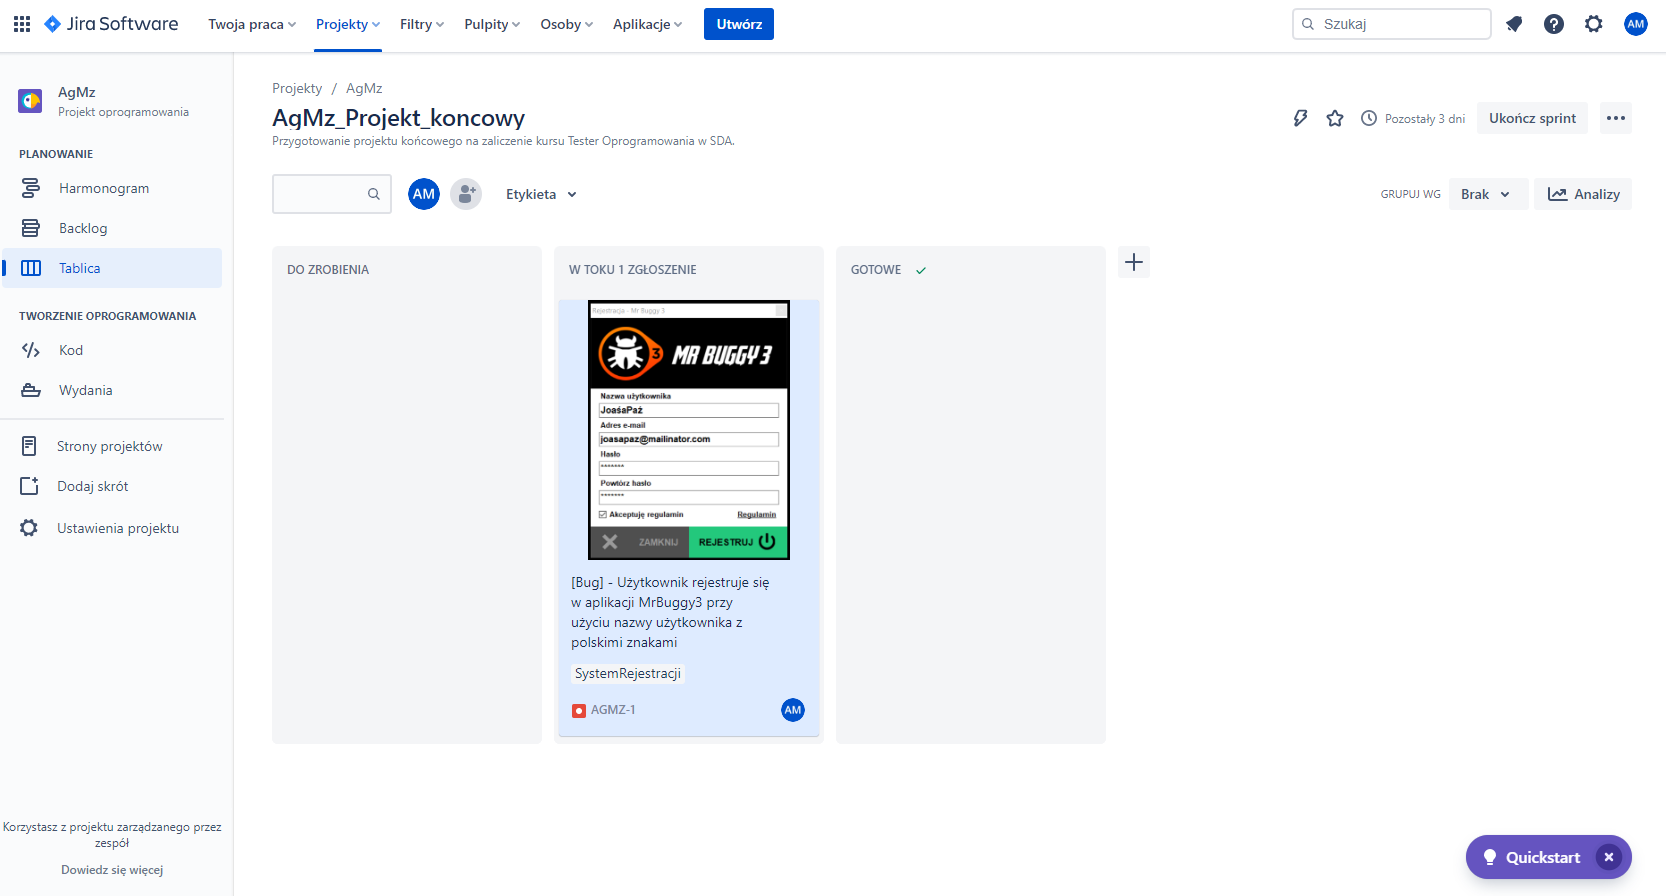 Jira Software
Twoja praca
Projekty
Filtry
Pulpity
Osoby
Aplikacje
Utwórz
Szukaj
AM
AgMz
Projekt oprogramowania
PLANOWANIE
Harmonogram
Backlog
Tablica
TWORZENIE OPROGRAMOWANIA
Kod
Wydania
Strony projektów
Dodaj skrót
Ustawienia projektu
Korzystasz z projektu zarządzanego przez
zespół
Dowiedz się więcej
Projekty / AgMz
AgMz_Projekt_koncowy
Przygotowanie projektu końcowego na zaliczenie kursu Tester Oprogramowania w SDA.
Pozostały 3 dni
Ukończ sprint
AM
Etykieta
GRUPUJ WG
Brak
Analizy
DO ZROBIENIA
W TOKU 1 ZGŁOSZENIE
GOTOWE
Rejestracja - Mr Buggy 3
3 MR BUGGY 3
Nazwa użytkownika
JoaśaPaź
Adres e-mail
joasapaz@mailinator.com
Hasło
*******
Powtórz hasło
*******
Akceptuję regulamin
Regulamin
ZAMKNIJ
REJESTRUJ
[Bug] - Użytkownik rejestruje się
w aplikacji MrBuggy3 przy
użyciu nazwy użytkownika z
polskimi znakami
SystemRejestracji
AGMZ-1
AM
Quickstart